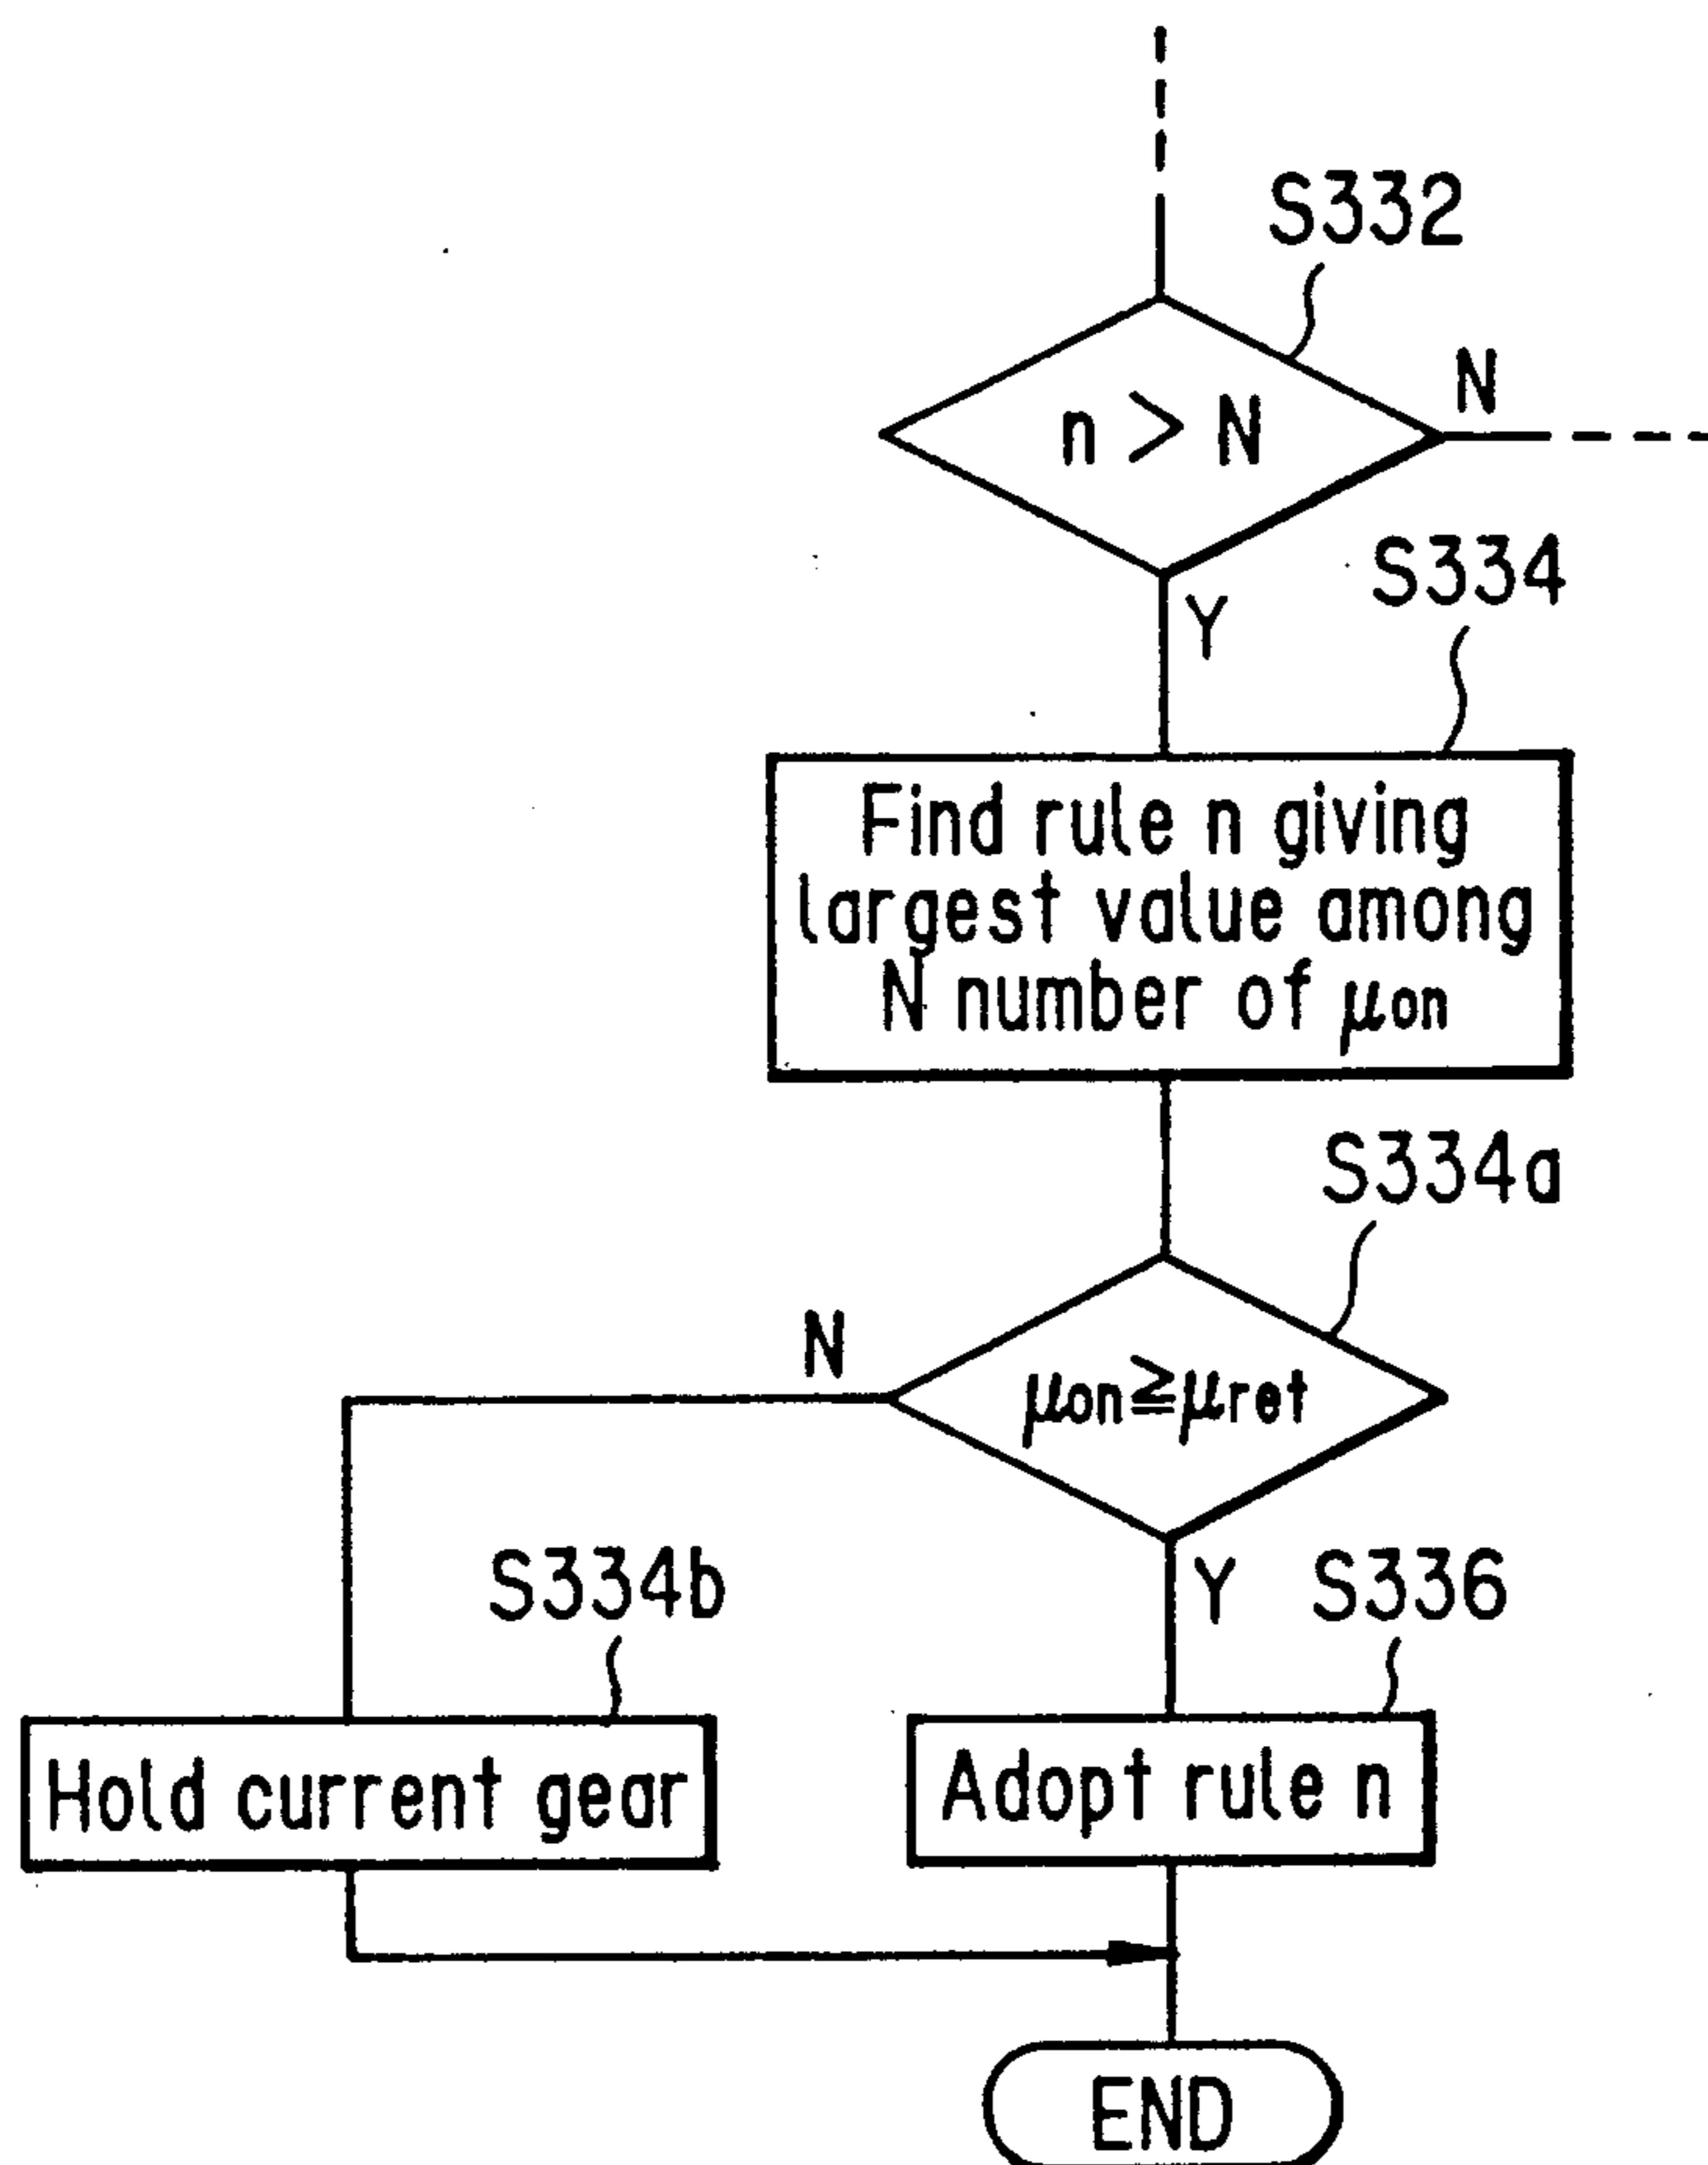 S332
n > N
N
Y
S334
Find rule n giving
largest value among
N number of μon
S334a
N
μon≧μret
Y
S334b
S336
Hold current gear
Adopt rule n
END